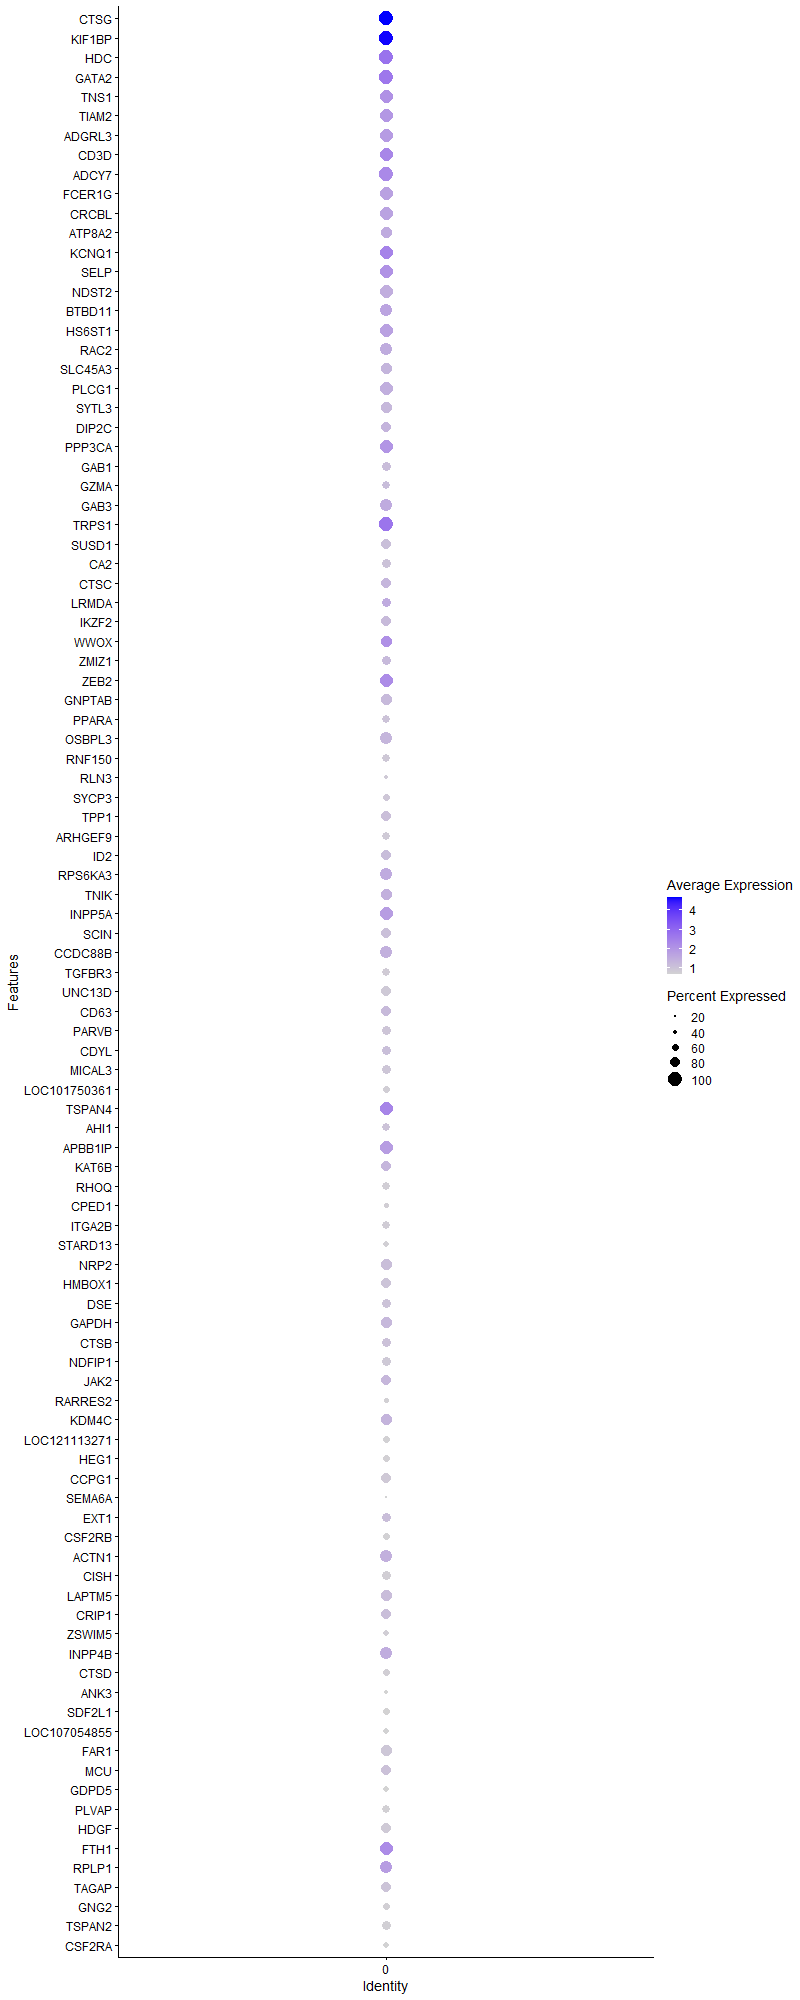 CTSG
KIF1BP
HDC
GATA2
TNS1
TIAM2
ADGRL3
CD3D
ADCY7
FCER1G
CRCBL
ATP8A2
KCNQ1
SELP
NDST2
BTBD11
HS6ST1
RAC2
SLC45A3
PLCG1
SYTL3
DIP2C
PPP3CA
GAB1
GZMA
GAB3
TRPS1
SUSD1
CA2
CTSC
LRMDA
IKZF2
WWOX
ZMIZ1
ZEB2
GNPTAB
PPARA
OSBPL3
RNF150
RLN3
SYCP3
TPP1
ARHGEF9
ID2
RPS6KA3
TNIK
INPP5A
SCIN
CCDC88B
TGFBR3
UNC13D
CD63
PARVB
CDYL
MICAL3
LOC101750361
TSPAN4
AHI1
APBB1IP
KAT6B
RHOQ
CPED1
ITGA2B
STARD13
NRP2
HMBOX1
DSE
GAPDH
CTSB
NDFIP1
JAK2
RARRES2
KDM4C
LOC121113271
HEG1
CCPG1
SEMA6A
EXT1
CSF2RB
ACTN1
CISH
LAPTM5
CRIP1
ZSWIM5
INPP4B
CTSD
ANK3
SDF2L1
LOC107054855
FAR1
MCU
GDPD5
PLVAP
HDGF
FTH1
RPLP1
TAGAP
GNG2
TSPAN2
CSF2RA
Features
0
Identity
Average Expression
4
3
2
1
Percent Expressed
20
40
60
80
100